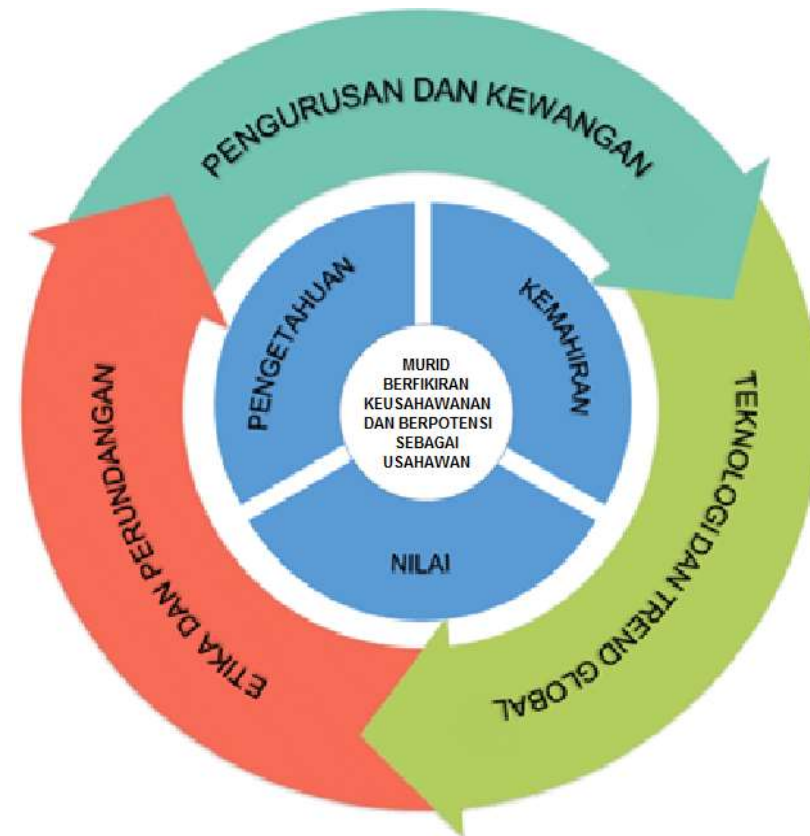 PENGURUSAN DAN KEWANGAN
PENGETAHUAN
KEMAHIRAN
MURID
BERFIKIRAN
KEUSAHAWANAN
DAN BERPOTENSI
SEBAGAI
USAHAWAN
NILAI
TEKNOLOGI DAN TREND GLOBAL
ETIKA DAN PERUNDANGAN